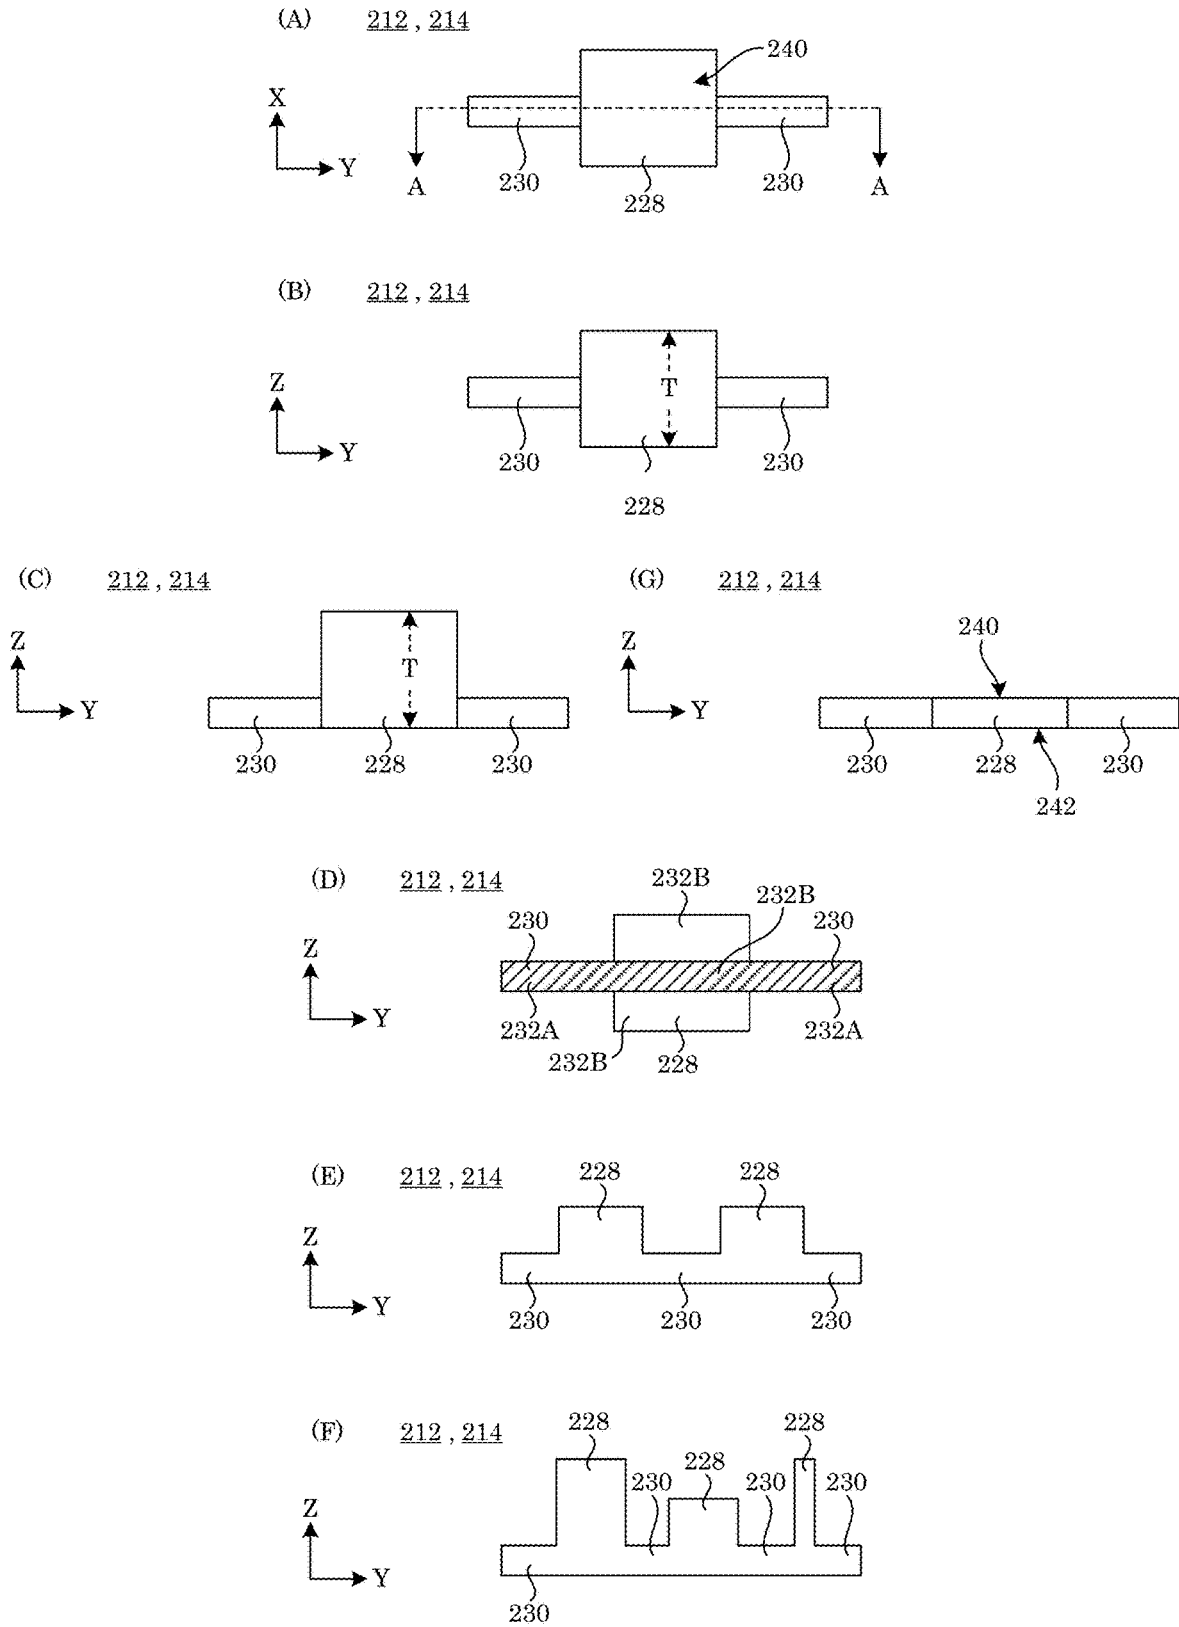 (A) 212 , 214
240
X
Y
A 230 230 A
228
(B) 212 , 214
Z
T
Y
230 230
228
(C) 212 , 214
Z
T
Y
230 228 230
(G) 212 , 214
240
Z
Y
230 228 230
242
(D) 212 , 214
232B
232B
230 230
Z
Y
232A 232A
232B 228
(E) 212 , 214
228 228
Z
Y
230 230 230
(F) 212 , 214
228 228
228
230 230 230
Z
Y
230